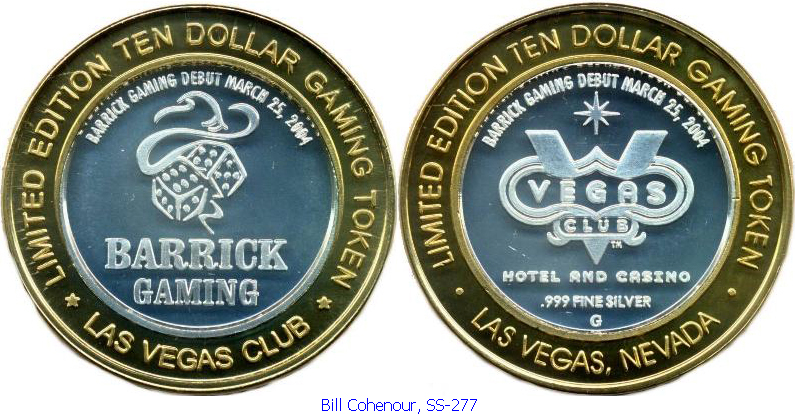 LIMITED EDITION TEN DOLLAR GAMING TOKEN
BARRICK GAMING DEBUT MARCH 25, 2004
BARRICK
GAMING
LAS VEGAS CLUB
LIMITED EDITION TEN DOLLAR GAMING TOKEN
BARRICK GAMING DEBUT MARCH 25, 2004
VEGAS
CLUB
TM
HOTEL AND CASINO
.999 FINE SILVER
G
LAS VEGAS, NEVADA
Bill Cohenour, SS-277